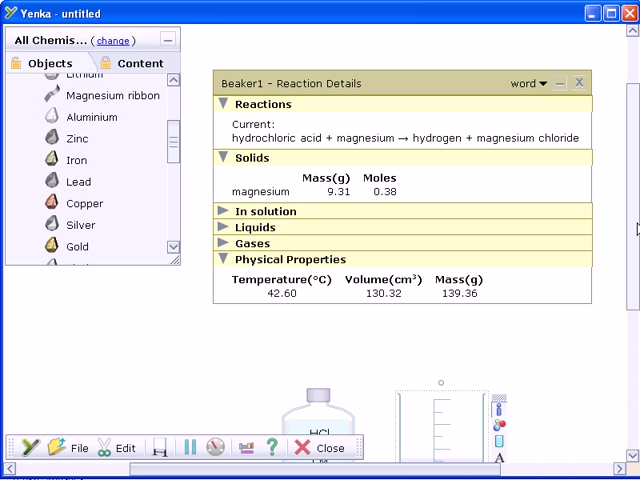 Yenka - untitled
All Chemis... (change)
Objects
Content
Lithium
Magnesium ribbon
Aluminium
Zinc
Iron
Lead
Copper
Silver
Gold
Beaker1 - Reaction Details
word
Reactions
Current:
hydrochloric acid + magnesium → hydrogen + magnesium chloride
Solids
Mass(g) Moles
magnesium 9.31 0.38
In solution
Liquids
Gases
Physical Properties
Temperature(°C) Volume(cm³) Mass(g)
42.60 130.32 139.36
HCl
A
File
Edit
?
Close